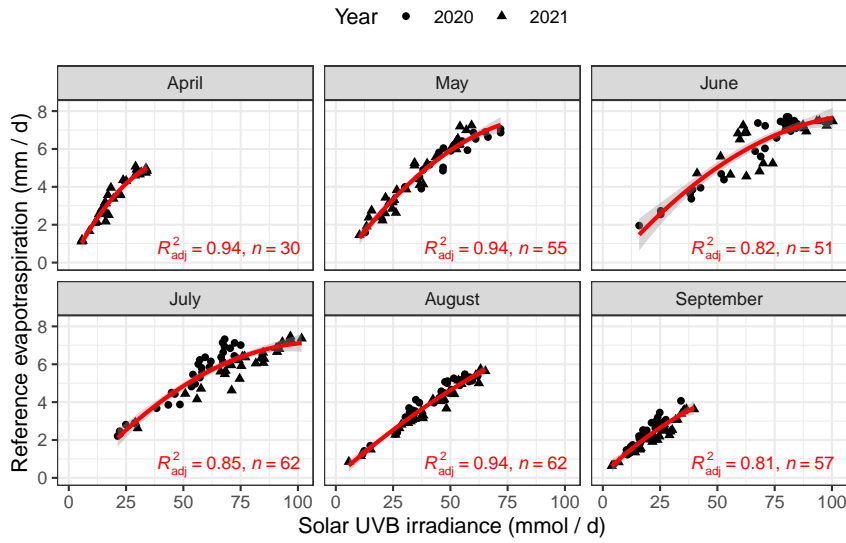 Year 2020 2021
April May June
Reference evapotraspiration (mm / d)
8
6
4
2
0
R²adj = 0.94, n = 30
R²adj = 0.94, n = 55
R²adj = 0.82, n = 51
July August September
8
6
4
2
0
R²adj = 0.85, n = 62
R²adj = 0.94, n = 62
R²adj = 0.81, n = 57
0 25 50 75 100 0 25 50 75 100 0 25 50 75 100
Solar UVB irradiance (mmol / d)